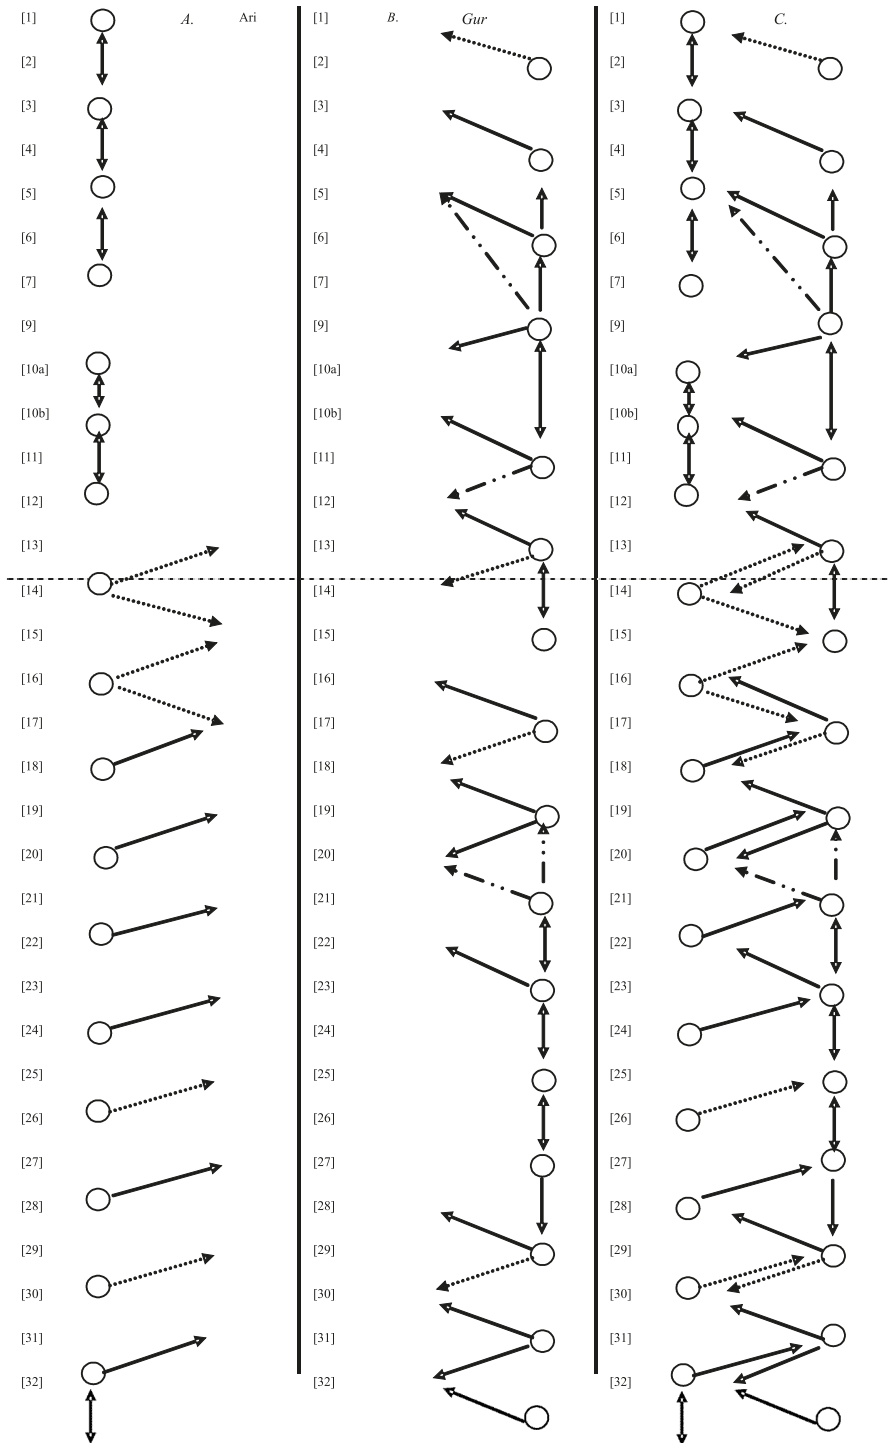 [1] A. Ari [1] B. Gur [1] C.
[2] [2] [2]
[3] [3] [3]
[4] [4] [4]
[5] [5] [5]
[6] [6] [6]
[7] [7] [7]
[9] [9] [9]
[10a] [10a] [10a]
[10b] [10b] [10b]
[11] [11] [11]
[12] [12] [12]
[13] [13] [13]
[14] [14] [14]
[15] [15] [15]
[16] [16] [16]
[17] [17] [17]
[18] [18] [18]
[19] [19] [19]
[20] [20] [20]
[21] [21] [21]
[22] [22] [22]
[23] [23] [23]
[24] [24] [24]
[25] [25] [25]
[26] [26] [26]
[27] [27] [27]
[28] [28] [28]
[29] [29] [29]
[30] [30] [30]
[31] [31] [31]
[32] [32] [32]